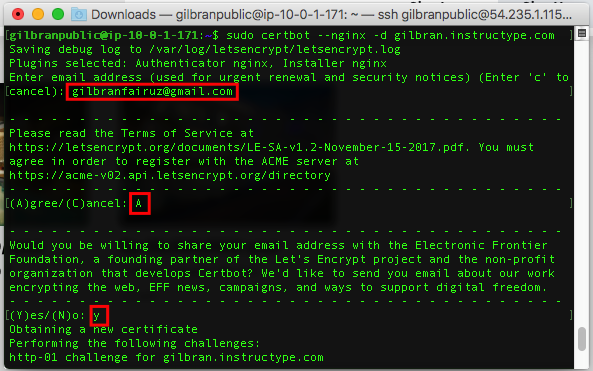 Downloads — gilbranpublic@ip-10-0-1-171: ~ — ssh gilbranpublic@54.235.1.115...
[gilbranpublic@ip-10-0-1-171:~$ sudo certbot --nginx -d gilbran.instructype.com ]
Saving debug log to /var/log/letsencrypt/letsencrypt.log
Plugins selected: Authenticator nginx, Installer nginx
Enter email address (used for urgent renewal and security notices) (Enter 'c' to
[cancel): gilbranfairuz@gmail.com ]
- - - - - - - - - - - - - - - - - - - - - - - - - - - - - - - - - - - - - - - -
Please read the Terms of Service at
https://letsencrypt.org/documents/LE-SA-v1.2-November-15-2017.pdf. You must
agree in order to register with the ACME server at
https://acme-v02.api.letsencrypt.org/directory
- - - - - - - - - - - - - - - - - - - - - - - - - - - - - - - - - - - - - - - -
[(A)gree/(C)ancel: A ]
- - - - - - - - - - - - - - - - - - - - - - - - - - - - - - - - - - - - - - - -
Would you be willing to share your email address with the Electronic Frontier
Foundation, a founding partner of the Let's Encrypt project and the non-profit
organization that develops Certbot? We'd like to send you email about our work
encrypting the web, EFF news, campaigns, and ways to support digital freedom.
- - - - - - - - - - - - - - - - - - - - - - - - - - - - - - - - - - - - - - - -
[(Y)es/(N)o: y ]
Obtaining a new certificate
Performing the following challenges:
http-01 challenge for gilbran.instructype.com